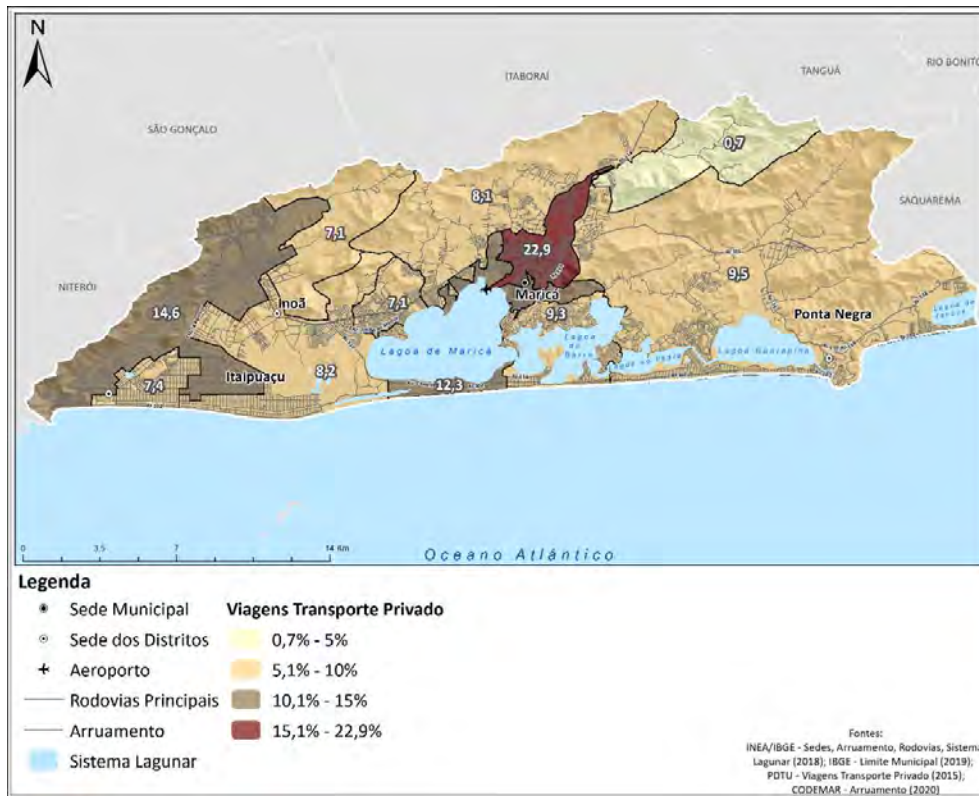 N
RIO BONITO
TANGUÁ
ITABORAÍ
SÃO GONÇALO
0,7
8,1
SAQUAREMA
7,1
22,9
9,5
NITERÓI
14,6
Inoã
7,1
Maricá
9,3
Ponta Negra
Lagoa de Maricá
Lagoa da Barra
Lagoa Guarapina
Itaipuaçu
8,2
7,4
12,3
0 3,5 7 14 Km
Oceano Atlântico
Legenda
Sede Municipal
Sede dos Distritos
Aeroporto
Rodovias Principais
Arruamento
Sistema Lagunar
Viagens Transporte Privado
0,7% - 5%
5,1% - 10%
10,1% - 15%
15,1% - 22,9%
Fontes:
INEA/IBGE - Sedes, Arruamento, Rodovias, Sistema
Lagunar (2018); IBGE - Limite Municipal (2019);
PDTU - Viagens Transporte Privado (2015);
CODEMAR - Arruamento (2020)